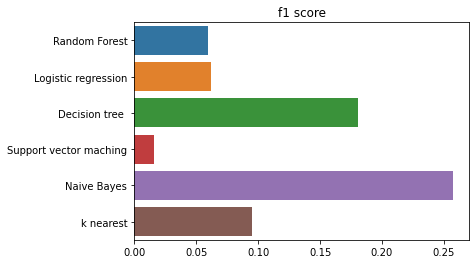 f1 score
Random Forest
Logistic regression
Decision tree
Support vector maching
Naive Bayes
k nearest
0.00 0.05 0.10 0.15 0.20 0.25